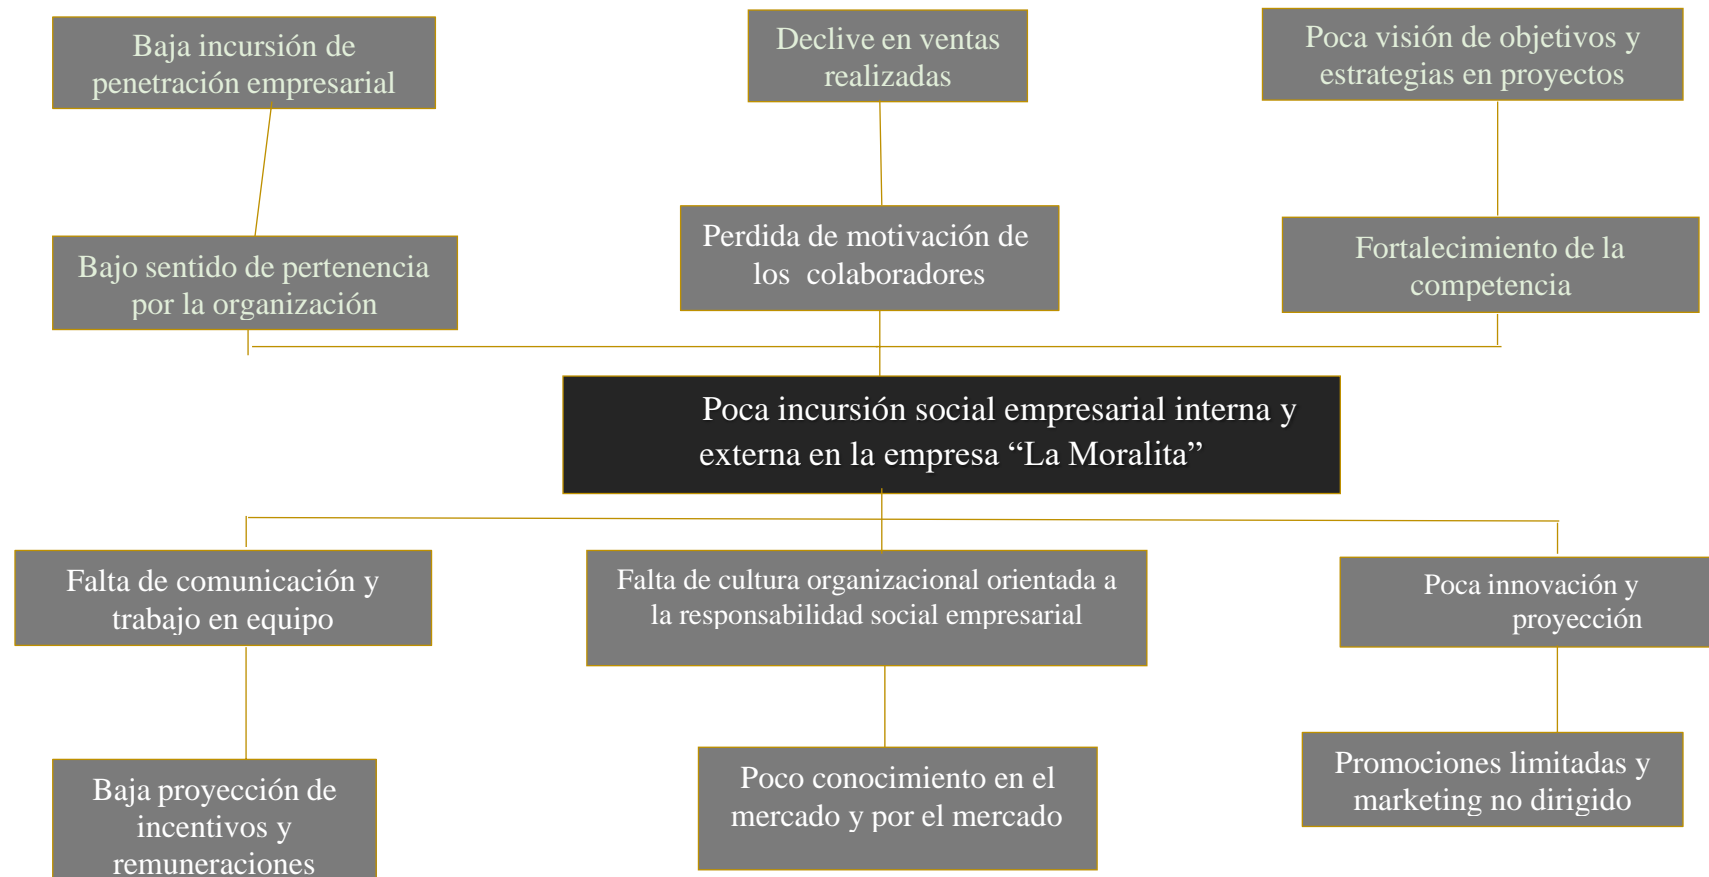 Baja incursión de
penetración empresarial
Declive en ventas
realizadas
Poca visión de objetivos y
estrategias en proyectos
Bajo sentido de pertenencia
por la organización
Perdida de motivación de
los colaboradores
Fortalecimiento de la
competencia
Poca incursión social empresarial interna y
externa en la empresa “La Moralita”
Falta de comunicación y
trabajo en equipo
Falta de cultura organizacional orientada a
la responsabilidad social empresarial
Poca innovación y
proyección
Baja proyección de
incentivos y
remuneraciones
Poco conocimiento en el
mercado y por el mercado
Promociones limitadas y
marketing no dirigido